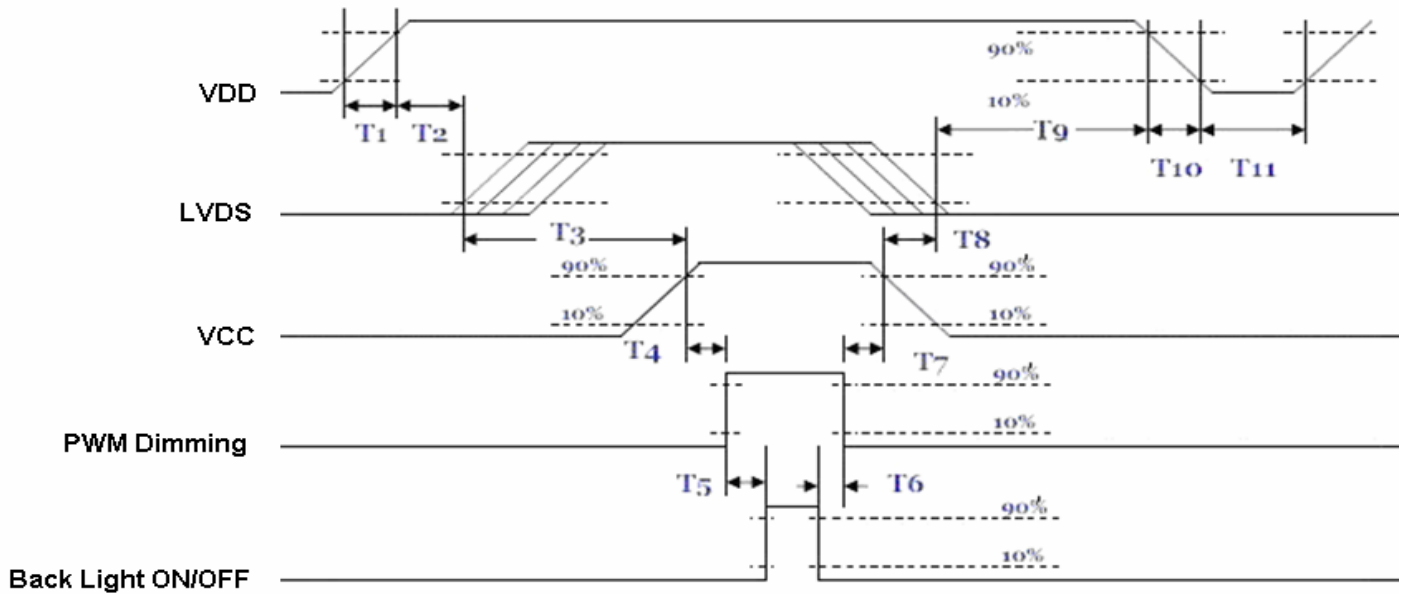 90%
VDD
10%
T1 T2 T9
T10 T11
LVDS
T3 T8
90% 90%
10% 10%
VCC
T4 T7
90%
10%
PWM Dimming
T5 T6
90%
10%
Back Light ON/OFF